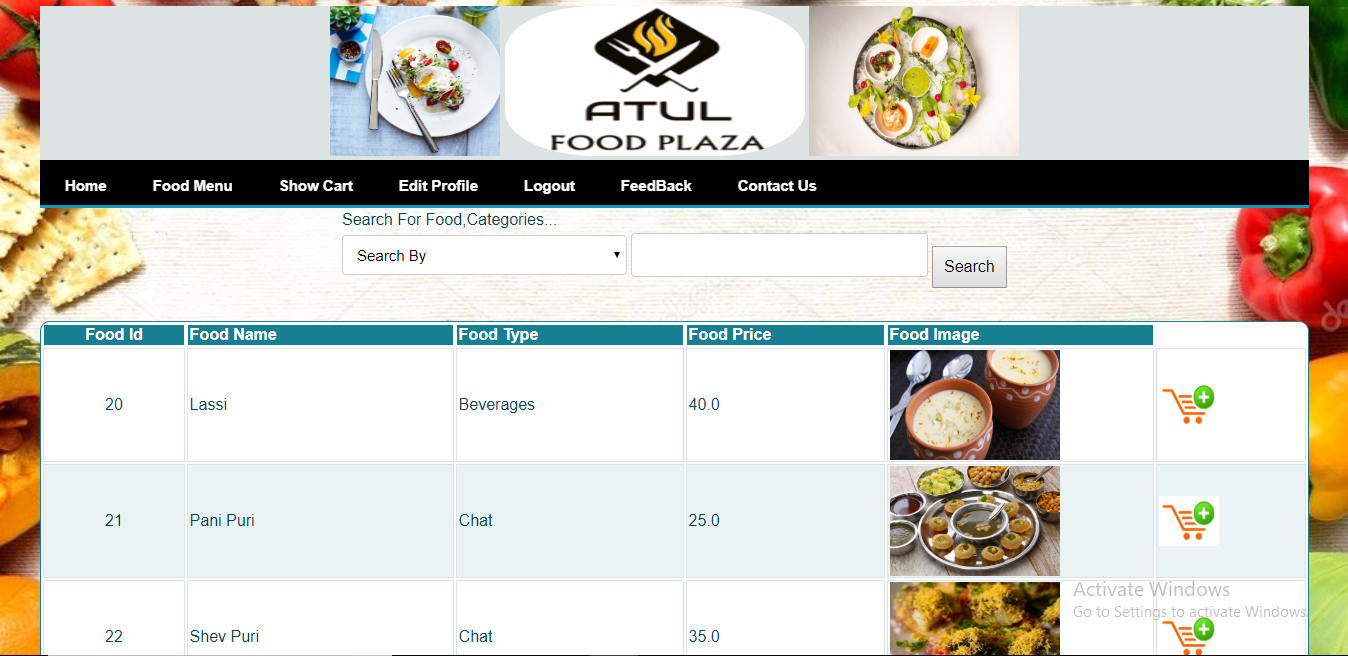 ATUL
FOOD PLAZA
Home Food Menu Show Cart Edit Profile Logout FeedBack Contact Us
Search For Food,Categories...
Search By Search
Food Id Food Name Food Type Food Price Food Image
20 Lassi Beverages 40.0
21 Pani Puri Chat 25.0
22 Shev Puri Chat 35.0
Activate Windows
Go to Settings to activate Windows.